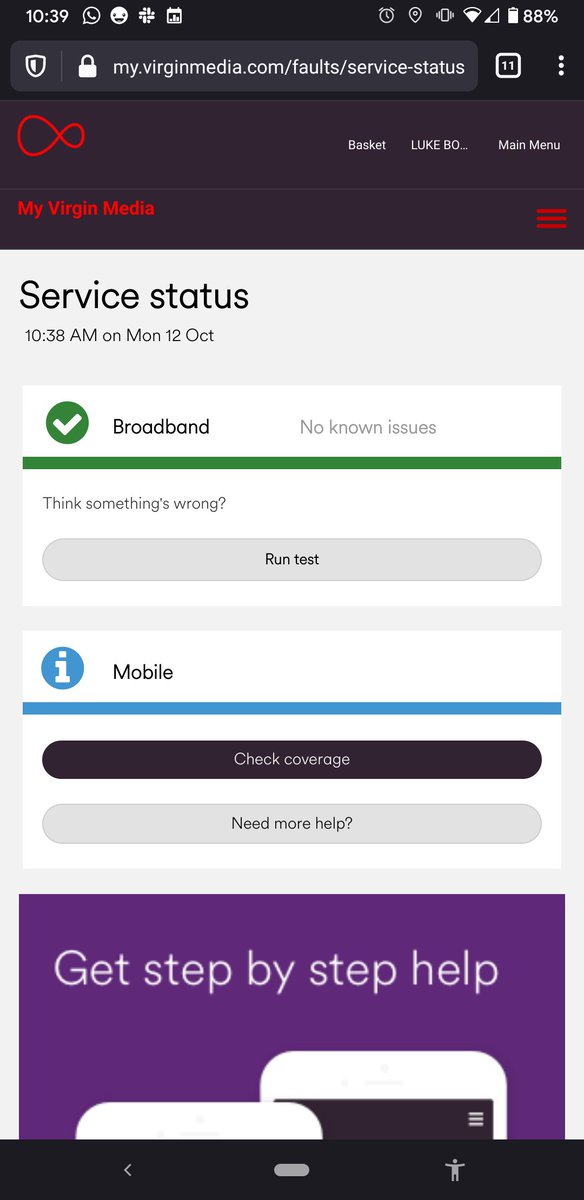 10:39
88%
my.virginmedia.com/faults/service-status
11
Basket
LUKE BO...
Main Menu
My Virgin Media
Service status
10:38 AM on Mon 12 Oct
Broadband
No known issues
Think something's wrong?
Run test
Mobile
Check coverage
Need more help?
Get step by step help